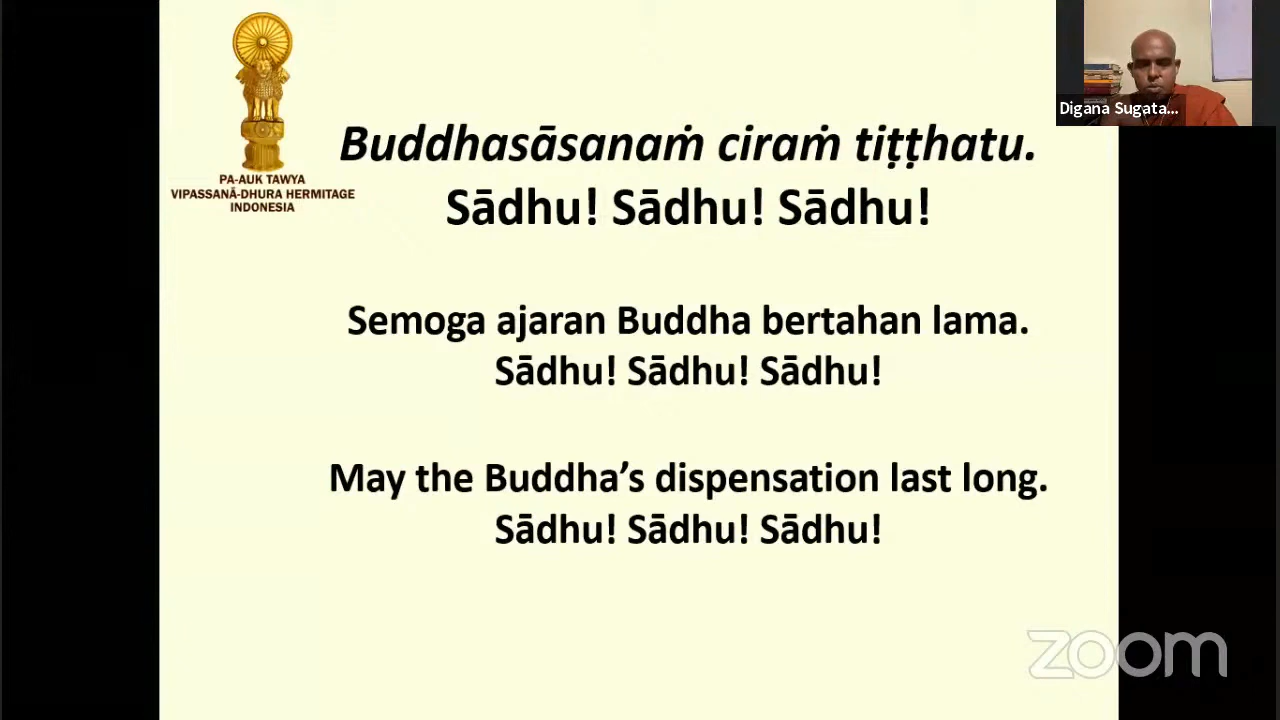 PA-AUK TAWYA
VIPASSANĀ-DHURA HERMITAGE
INDONESIA
Buddhasāsanaṁ ciraṁ tiṭṭhatu.
Sādhu! Sādhu! Sādhu!
Semoga ajaran Buddha bertahan lama.
Sādhu! Sādhu! Sādhu!
May the Buddha’s dispensation last long.
Sādhu! Sādhu! Sādhu!
Digana Sugata...
zoom